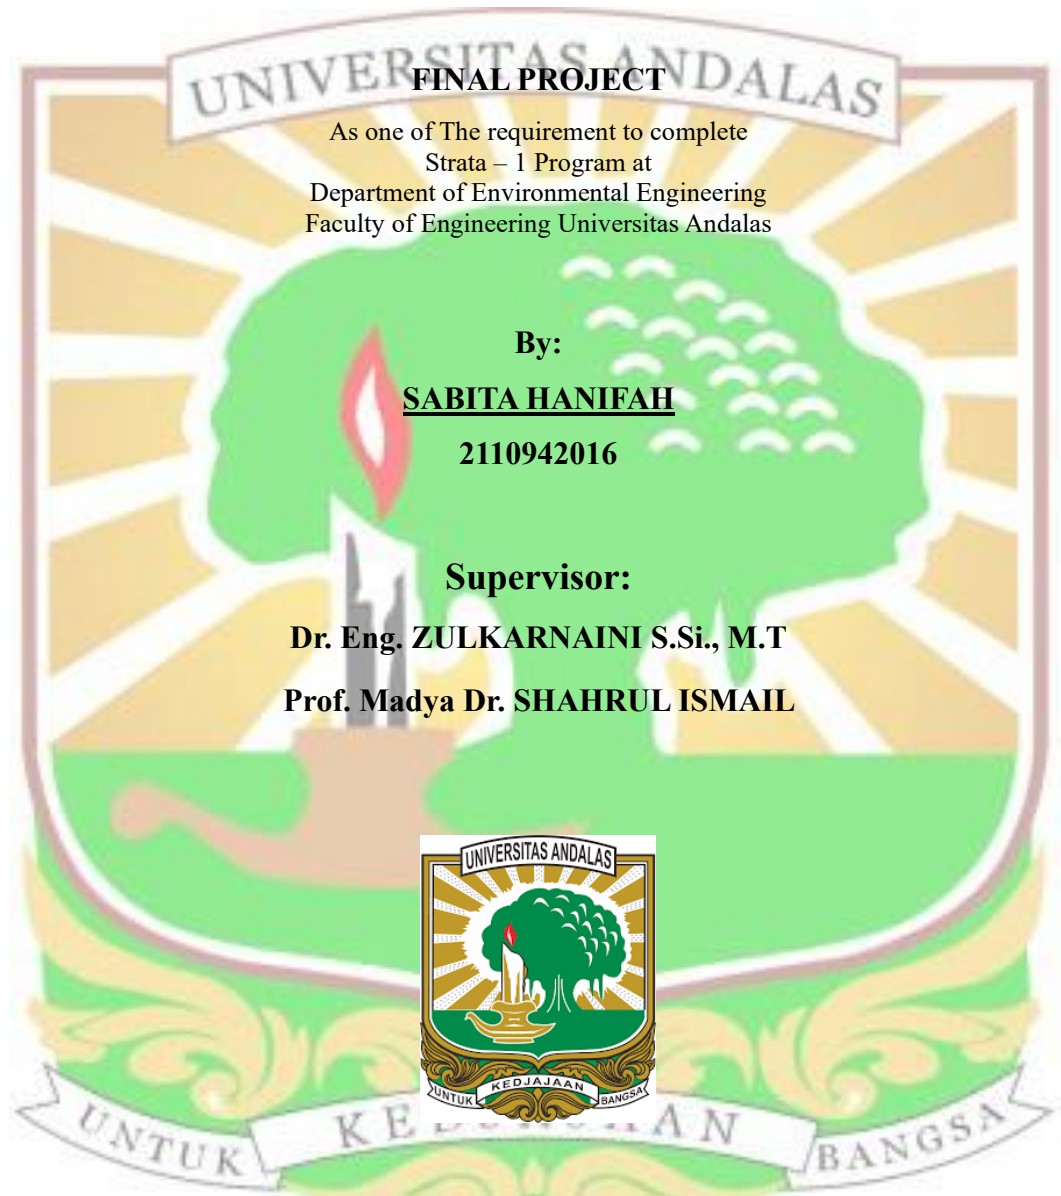 UNIVERSITAS ANDALAS
FINAL PROJECT
As one of The requirement to complete
Strata – 1 Program at
Department of Environmental Engineering
Faculty of Engineering Universitas Andalas
By:
SABITA HANIFAH
2110942016
Supervisor:
Dr. Eng. ZULKARNAINI S.Si., M.T
Prof. Madya Dr. SHAHRUL ISMAIL
UNIVERSITAS ANDALAS
UNTUK KEDJAJAAN BANGSA
UNTUK BANGSA